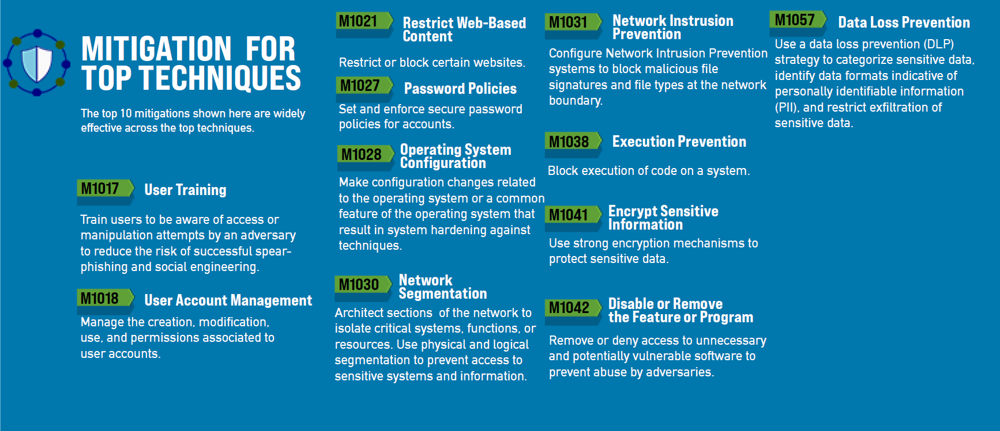 MITIGATION FOR
TOP TECHNIQUES
The top 10 mitigations shown here are widely
effective across the top techniques.
M1017
User Training
Train users to be aware of access or
manipulation attempts by an adversary
to reduce the risk of successful spear-
phishing and social engineering.
M1018
User Account Management
Manage the creation, modification,
use, and permissions associated to
user accounts.
M1021
Restrict Web-Based
Content
Restrict or block certain websites.
M1027
Password Policies
Set and enforce secure password
policies for accounts.
M1028
Operating System
Configuration
Make configuration changes related
to the operating system or a common
feature of the operating system that
result in system hardening against
techniques.
M1030
Network
Segmentation
Architect sections of the network to
isolate critical systems, functions, or
resources. Use physical and logical
segmentation to prevent access to
sensitive systems and information.
M1031
Network Instrusion
Prevention
Configure Network Intrusion Prevention
systems to block malicious file
signatures and file types at the network
boundary.
M1038
Execution Prevention
Block execution of code on a system.
M1041
Encrypt Sensitive
Information
Use strong encryption mechanisms to
protect sensitive data.
M1042
Disable or Remove
the Feature or Program
Remove or deny access to unnecessary
and potentially vulnerable software to
prevent abuse by adversaries.
M1057
Data Loss Prevention
Use a data loss prevention (DLP)
strategy to categorize sensitive data,
identify data formats indicative of
personally identifiable information
(PII), and restrict exfiltration of
sensitive data.